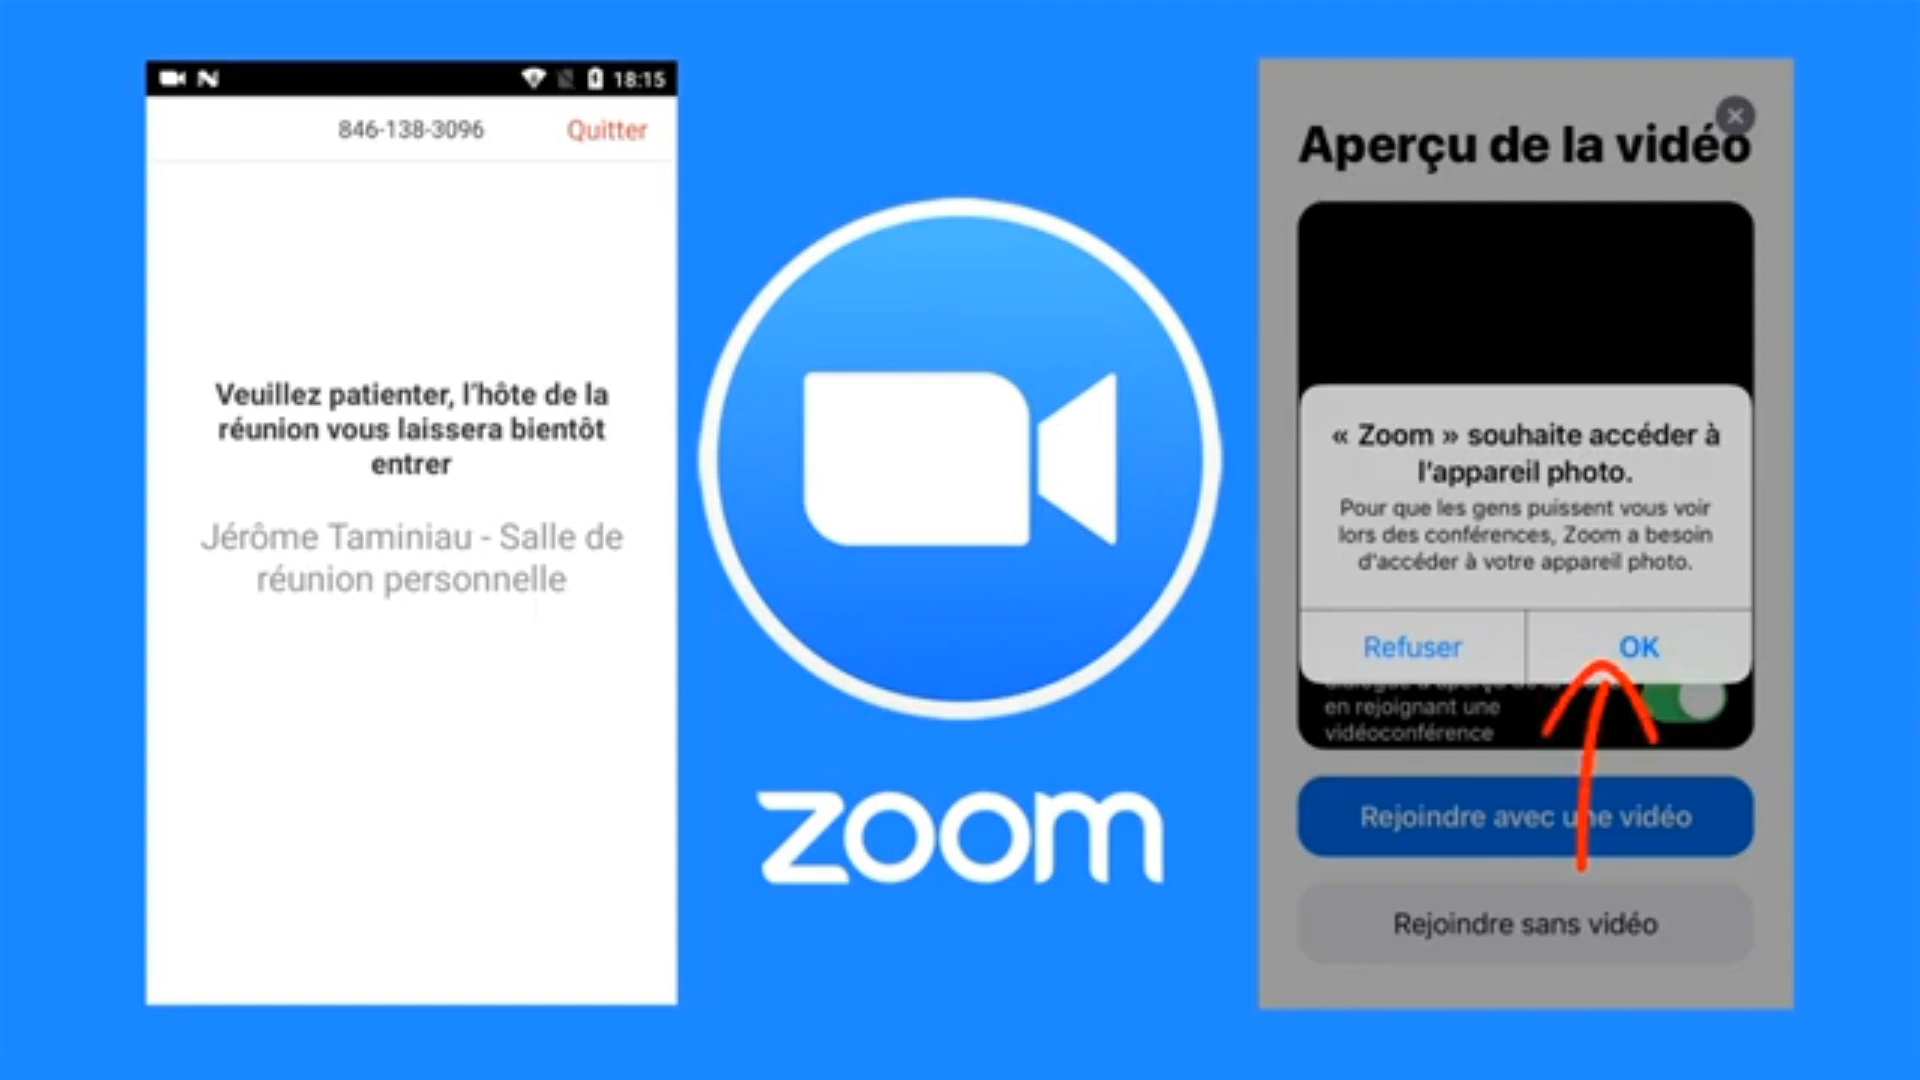 18:15
846-138-3096 Quitter
Veuillez patienter, l'hôte de la
réunion vous laissera bientôt
entrer
Jérôme Taminiau - Salle de
réunion personnelle
zoom
Aperçu de la vidéo
« Zoom » souhaite accéder à
l'appareil photo.
Pour que les gens puissent vous voir
lors des conférences, Zoom a besoin
d'accéder à votre appareil photo.
Refuser OK
en rejoignant une
vidéoconférence
Rejoindre avec une vidéo
Rejoindre sans vidéo